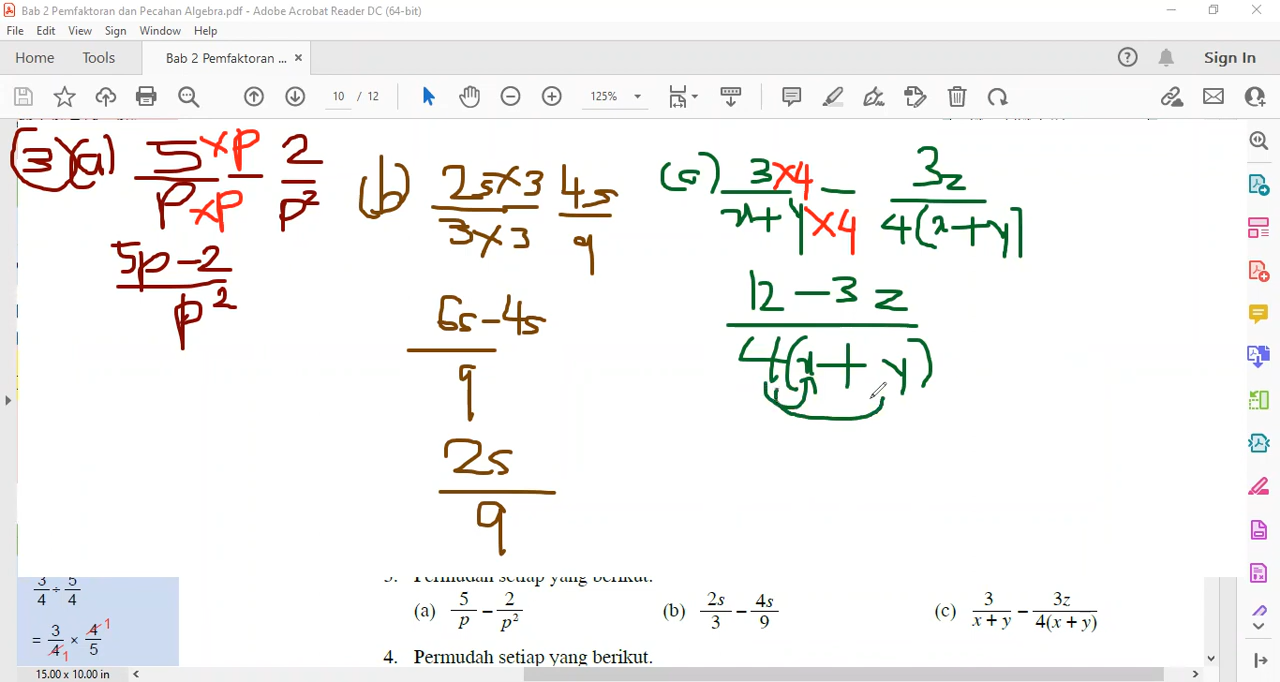 Bab 2 Pemfaktoran dan Pecahan Algebra.pdf - Adobe Acrobat Reader DC (64-bit)
File Edit View Sign Window Help
Home Tools Bab 2 Pemfaktoran ... × Sign In
10 / 12 125%
3 (a) 5×p/p×p − 2/p²
5p − 2/p²
(b) 2s×3/3×3 − 4s/9
6s − 4s/9
2s/9
(c) 3×4/x+y×4 − 3z/4(x+y)
12 − 3z/4(x + y)
3/4 ÷ 5/4
= 3/4 × 4/5
1 1
3. Permudah setiap yang berikut.
(a) 5/p − 2/p² (b) 2s/3 − 4s/9 (c) 3/x + y − 3z/4(x + y)
4. Permudah setiap yang berikut.
15.00 x 10.00 in